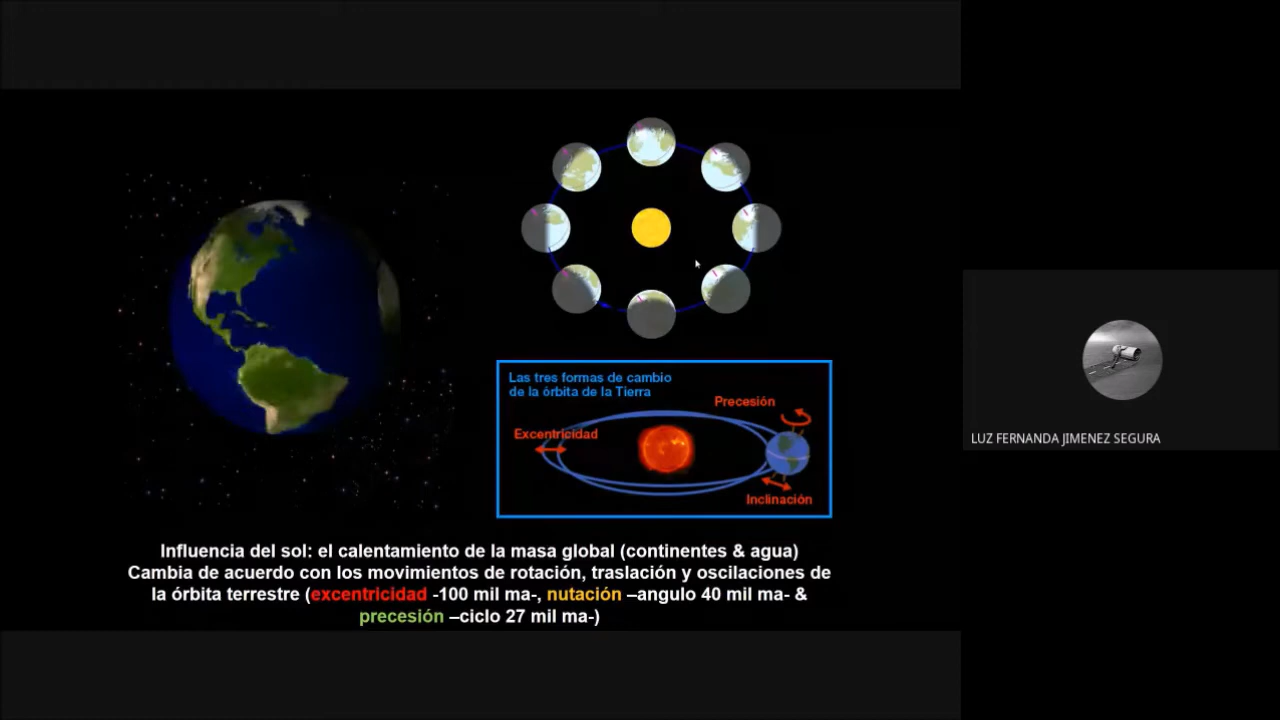 Las tres formas de cambio
de la órbita de la Tierra
Precesión
Excentricidad
Inclinación
Influencia del sol: el calentamiento de la masa global (continentes & agua)
Cambia de acuerdo con los movimientos de rotación, traslación y oscilaciones de
la órbita terrestre (excentricidad -100 mil ma-, nutación –angulo 40 mil ma- &
precesión –ciclo 27 mil ma-)
LUZ FERNANDA JIMENEZ SEGURA